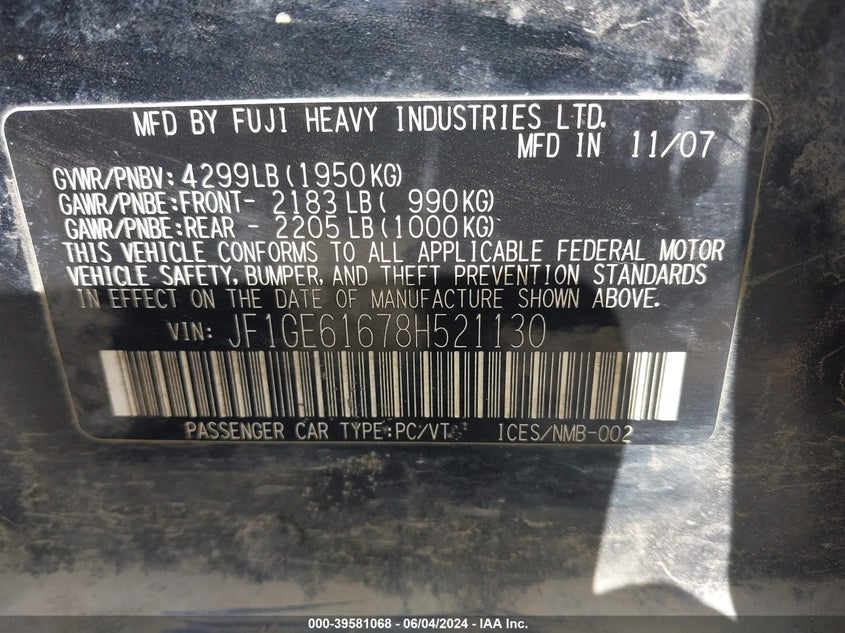 MFD BY FUJI HEAVY INDUSTRIES LTD.
MFD IN 11/07
GVWR/PNBV: 4299LB(1950KG)
GAWR/PNBE:FRONT- 2183LB( 990KG)
GAWR/PNBE:REAR - 2205LB(1000KG)
THIS VEHICLE CONFORMS TO ALL APPLICABLE FEDERAL MOTOR
VEHICLE SAFETY, BUMPER, AND THEFT PREVENTION STANDARDS
IN EFFECT ON THE DATE OF MANUFACTURE SHOWN ABOVE.
VIN: JF1GE61678H521130
PASSENGER CAR TYPE:PC/VT ICES/NMB-002
000-39581068 - 06/04/2024 - IAA Inc.